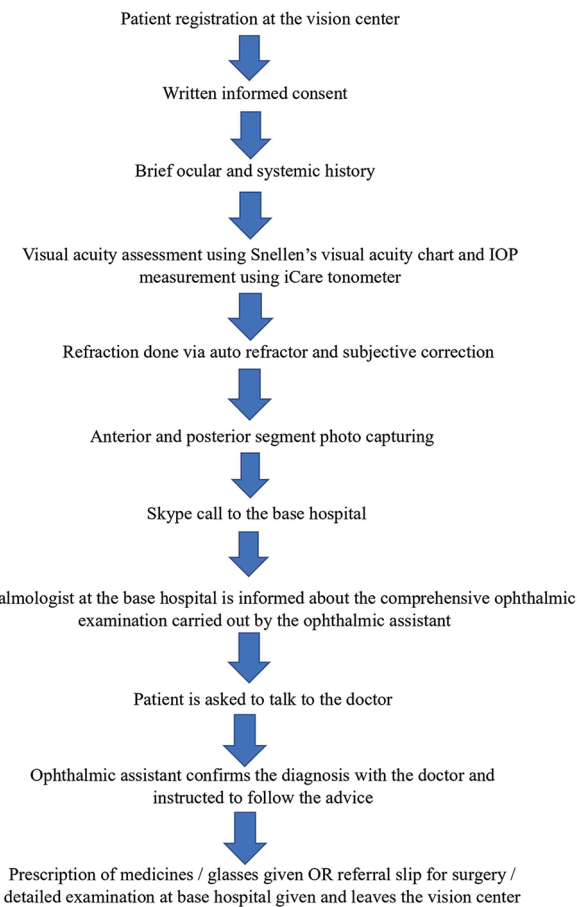 Patient registration at the vision center
Written informed consent
Brief ocular and systemic history
Visual acuity assessment using Snellen’s visual acuity chart and IOP
measurement using iCare tonometer
Refraction done via auto refractor and subjective correction
Anterior and posterior segment photo capturing
Skype call to the base hospital
almologist at the base hospital is informed about the comprehensive ophthalmic
examination carried out by the ophthalmic assistant
Patient is asked to talk to the doctor
Ophthalmic assistant confirms the diagnosis with the doctor and
instructed to follow the advice
Prescription of medicines / glasses given OR referral slip for surgery /
detailed examination at base hospital given and leaves the vision center